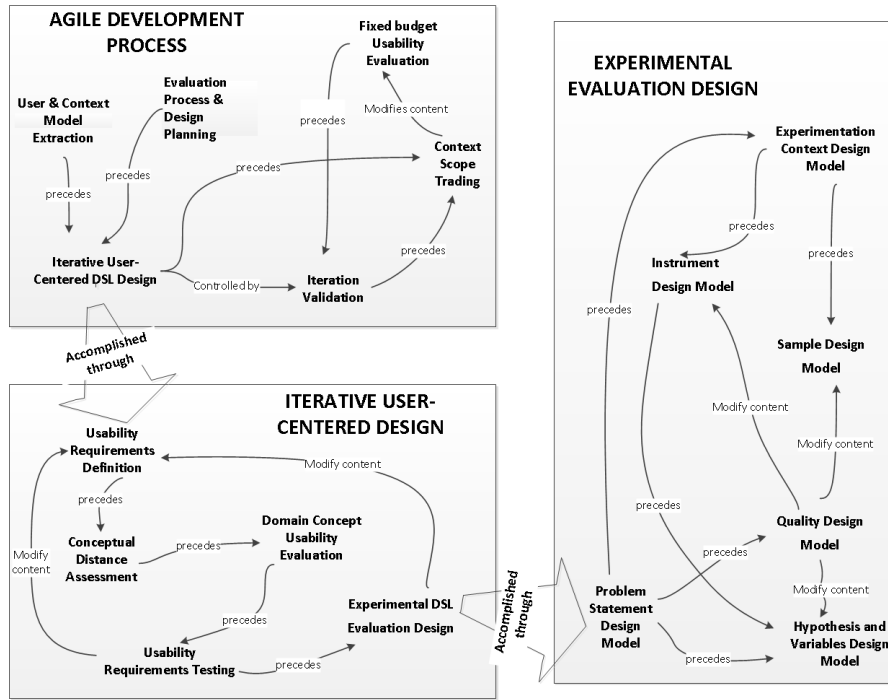 AGILE DEVELOPMENT
PROCESS
Fixed budget
Usability
Evaluation
Evaluation
Process &
Design
Planning
User & Context
Model
Extraction
precedes
Modifies content
Context
Scope
Trading
precedes
precedes
precedes
precedes
Iterative User-
Centered DSL Design
Controlled by
Iteration
Validation
Accomplished
through
ITERATIVE USER-
CENTERED DESIGN
Usability
Requirements
Definition
Modify content
precedes
Conceptual
Distance
Assessment
precedes
Domain Concept
Usability
Evaluation
Modify
content
precedes
Experimental DSL
Evaluation Design
Usability
Requirements Testing
precedes
Accomplished
through
EXPERIMENTAL
EVALUATION DESIGN
Experimentation
Context Design
Model
precedes
precedes
Instrument
Design Model
precedes
Sample Design
Model
Modify content
Modify content
precedes
Quality Design
Model
precedes
Modify content
Problem
Statement
Design
Model
precedes
Hypothesis and
Variables Design
Model